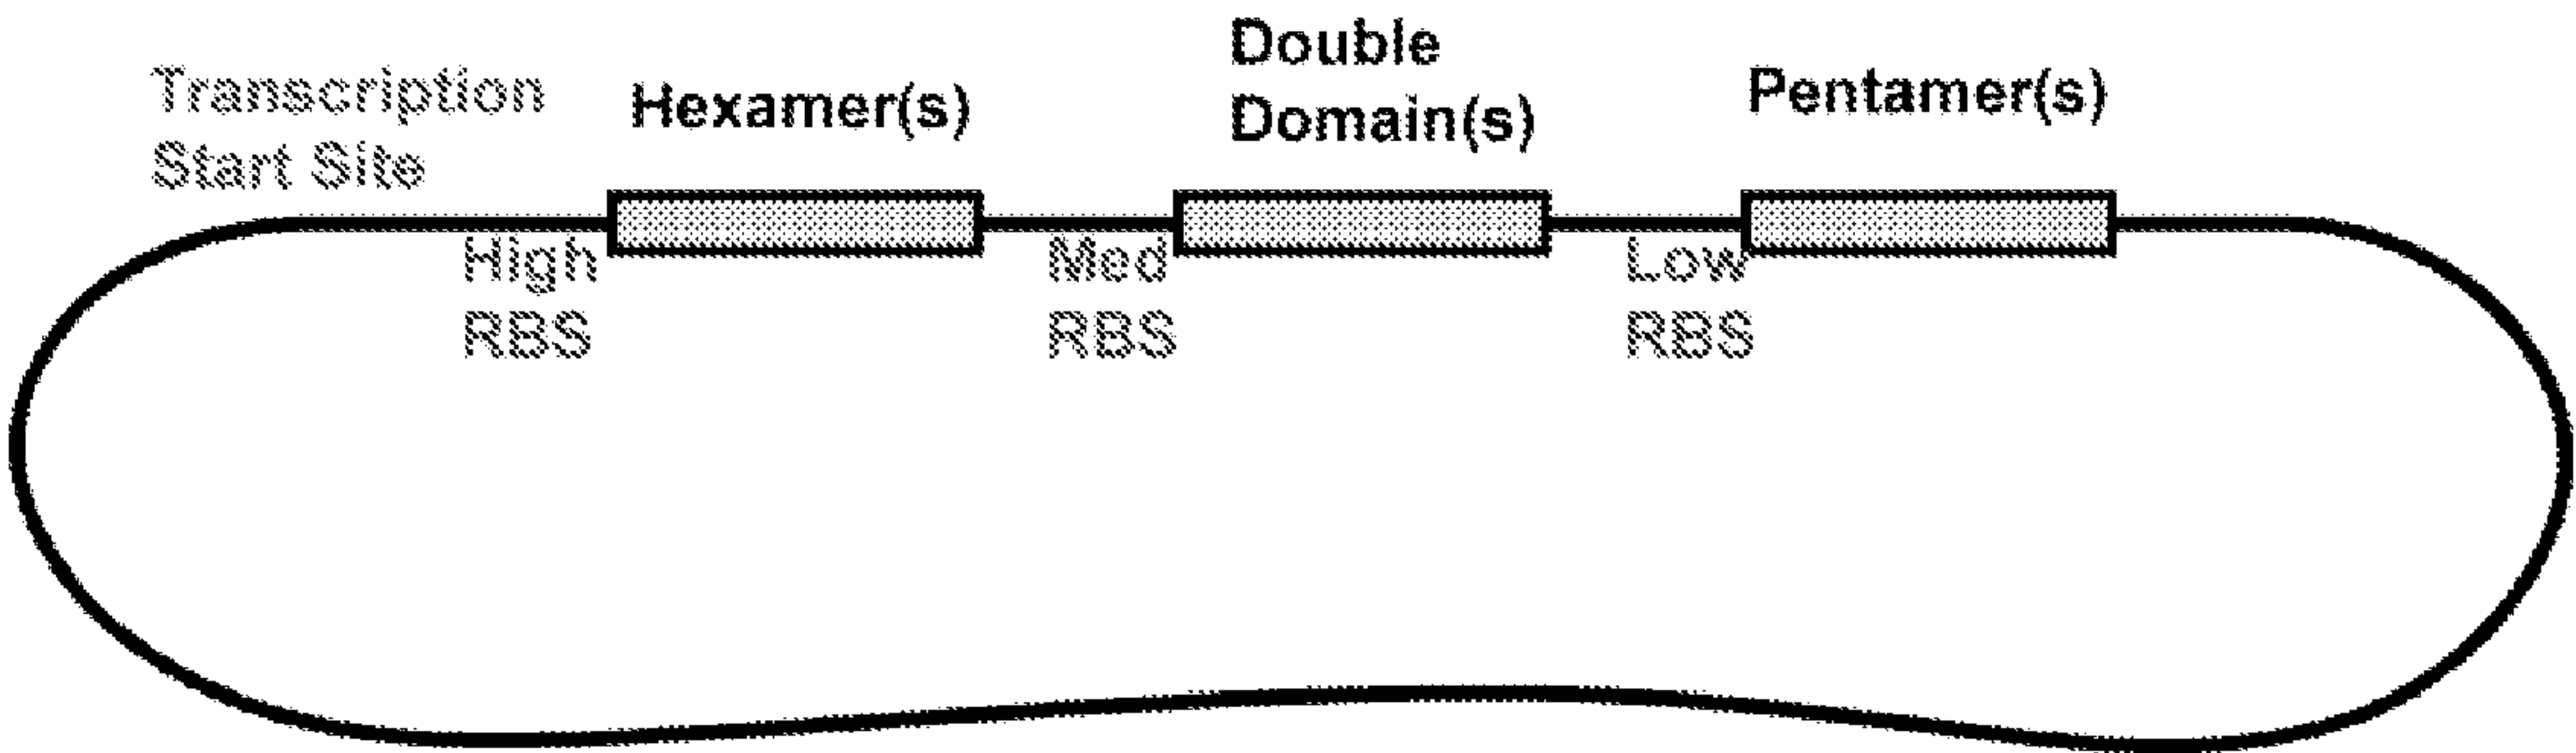 Transcription
Start Site
Hexamer(s)
Double
Domain(s)
Pentamer(s)
High
RBS
Med
RBS
Low
RBS